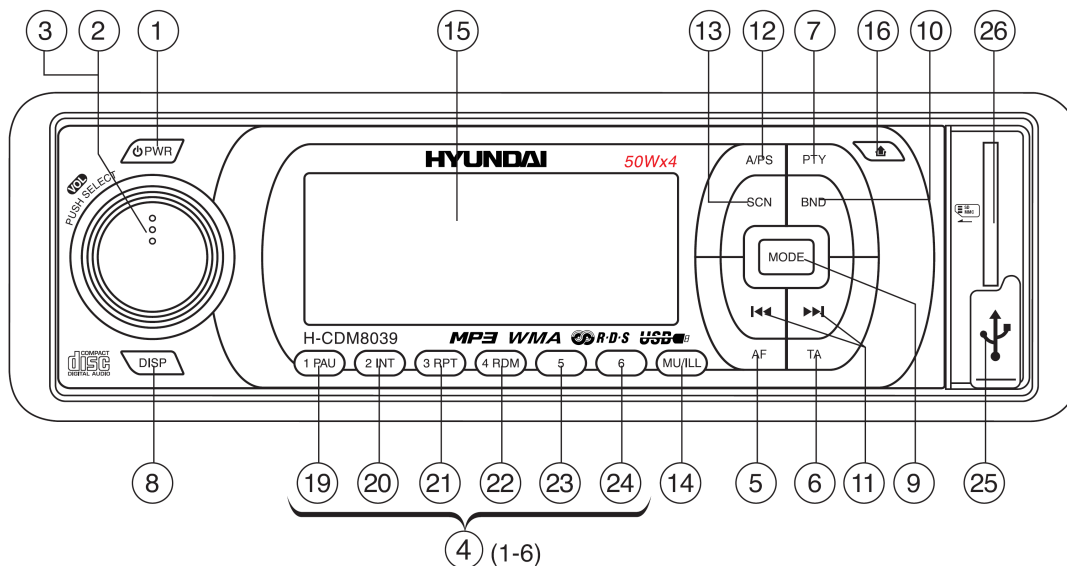 3 2 1 15 13 12 7 16 10 26
PWR
HYUNDAI 50Wx4
A/PS PTY
VOL
PUSH SELECT
SCN BND
SD
MMC
MODE
H-CDM8039 MP3 WMA R·D·S USB
COMPACT
disc
DIGITAL AUDIO
DISP
1 PAU 2 INT 3 RPT 4 RDM 5 6 MU/ILL
AF TA
8 19 20 21 22 23 24 14 5 6 11 9 25
4 (1-6)